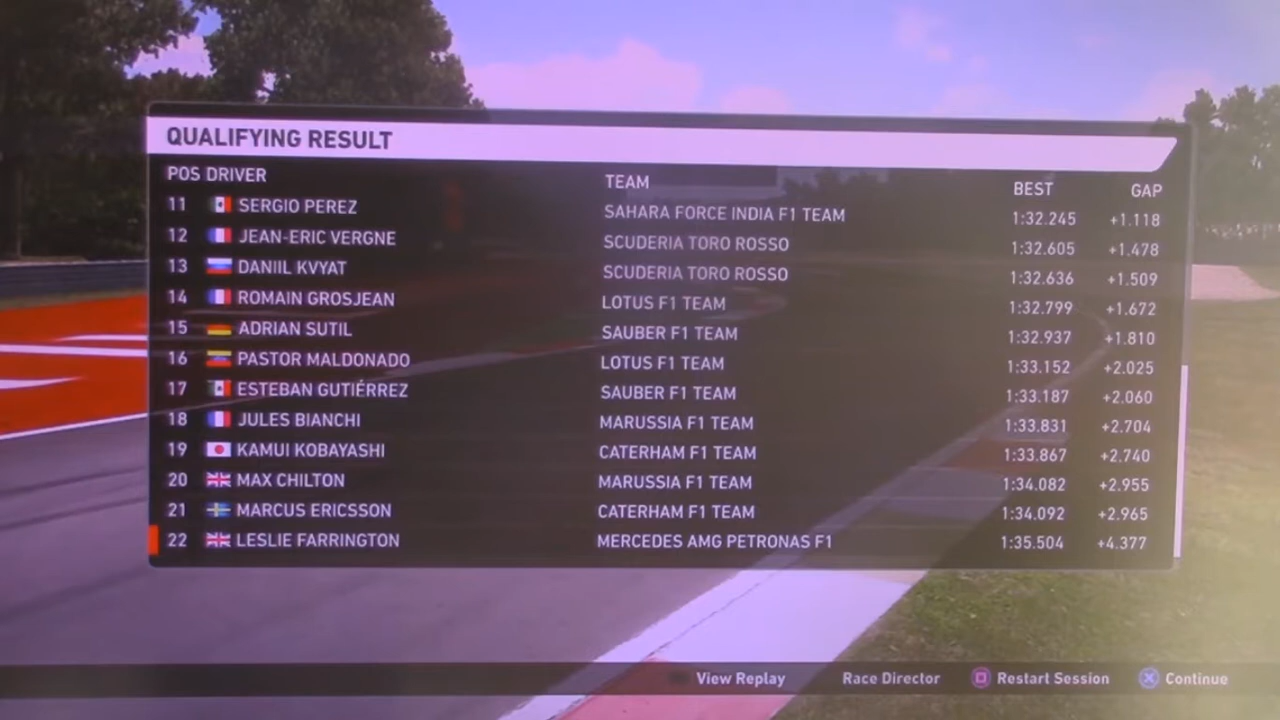 QUALIFYING RESULT
POS DRIVER TEAM BEST GAP
11 SERGIO PEREZ SAHARA FORCE INDIA F1 TEAM 1:32.245 +1.118
12 JEAN-ERIC VERGNE SCUDERIA TORO ROSSO 1:32.605 +1.478
13 DANIIL KVYAT SCUDERIA TORO ROSSO 1:32.636 +1.509
14 ROMAIN GROSJEAN LOTUS F1 TEAM 1:32.799 +1.672
15 ADRIAN SUTIL SAUBER F1 TEAM 1:32.937 +1.810
16 PASTOR MALDONADO LOTUS F1 TEAM 1:33.152 +2.025
17 ESTEBAN GUTIÉRREZ SAUBER F1 TEAM 1:33.187 +2.060
18 JULES BIANCHI MARUSSIA F1 TEAM 1:33.831 +2.704
19 KAMUI KOBAYASHI CATERHAM F1 TEAM 1:33.867 +2.740
20 MAX CHILTON MARUSSIA F1 TEAM 1:34.082 +2.955
21 MARCUS ERICSSON CATERHAM F1 TEAM 1:34.092 +2.965
22 LESLIE FARRINGTON MERCEDES AMG PETRONAS F1 1:35.504 +4.377
View Replay Race Director Restart Session Continue